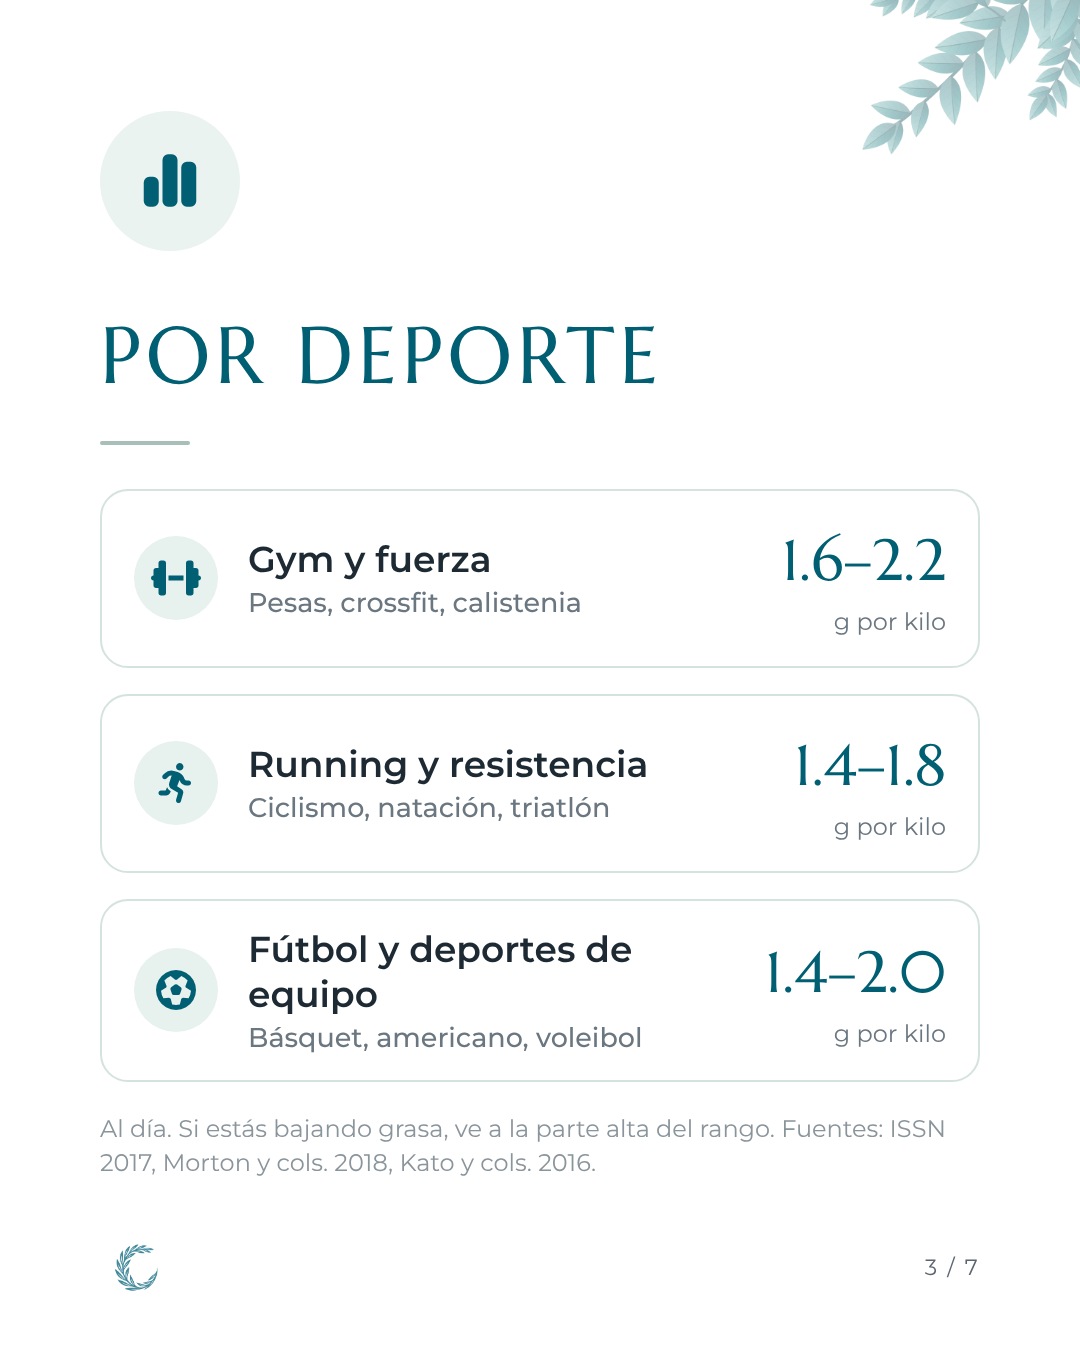 POR DEPORTE
Gym y fuerza
Pesas, crossfit, calistenia
1.6–2.2
g por kilo
Running y resistencia
Ciclismo, natación, triatlón
1.4–1.8
g por kilo
Fútbol y deportes de
equipo
Básquet, americano, voleibol
1.4–2.0
g por kilo
Al día. Si estás bajando grasa, ve a la parte alta del rango. Fuentes: ISSN
2017, Morton y cols. 2018, Kato y cols. 2016.
3 / 7